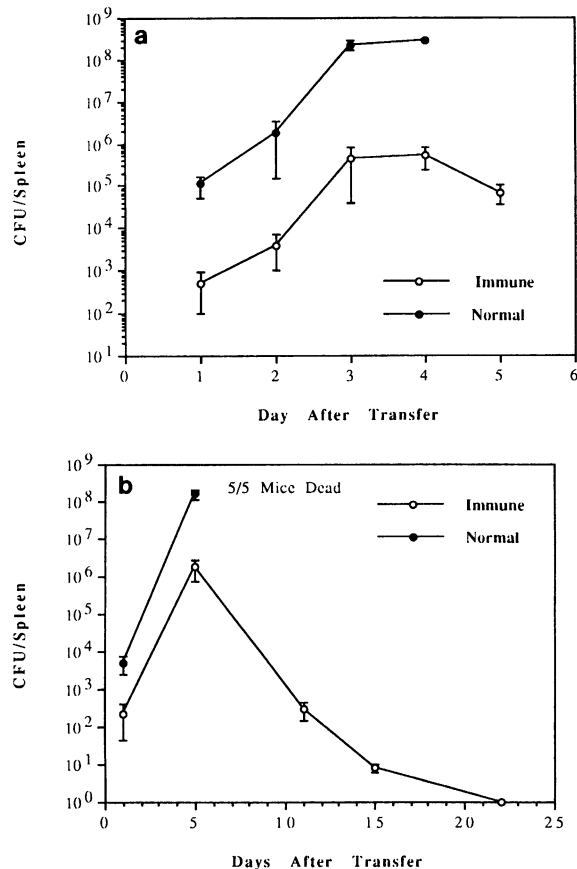 a
10^9
10^8
10^7
10^6
10^5
10^4
10^3
10^2
10^1
CFU/Spleen
Immune
Normal
0 1 2 3 4 5 6
Day After Transfer
b
5/5 Mice Dead
10^9
10^8
10^7
10^6
10^5
10^4
10^3
10^2
10^1
10^0
CFU/Spleen
Immune
Normal
0 5 10 15 20 25
Days After Transfer